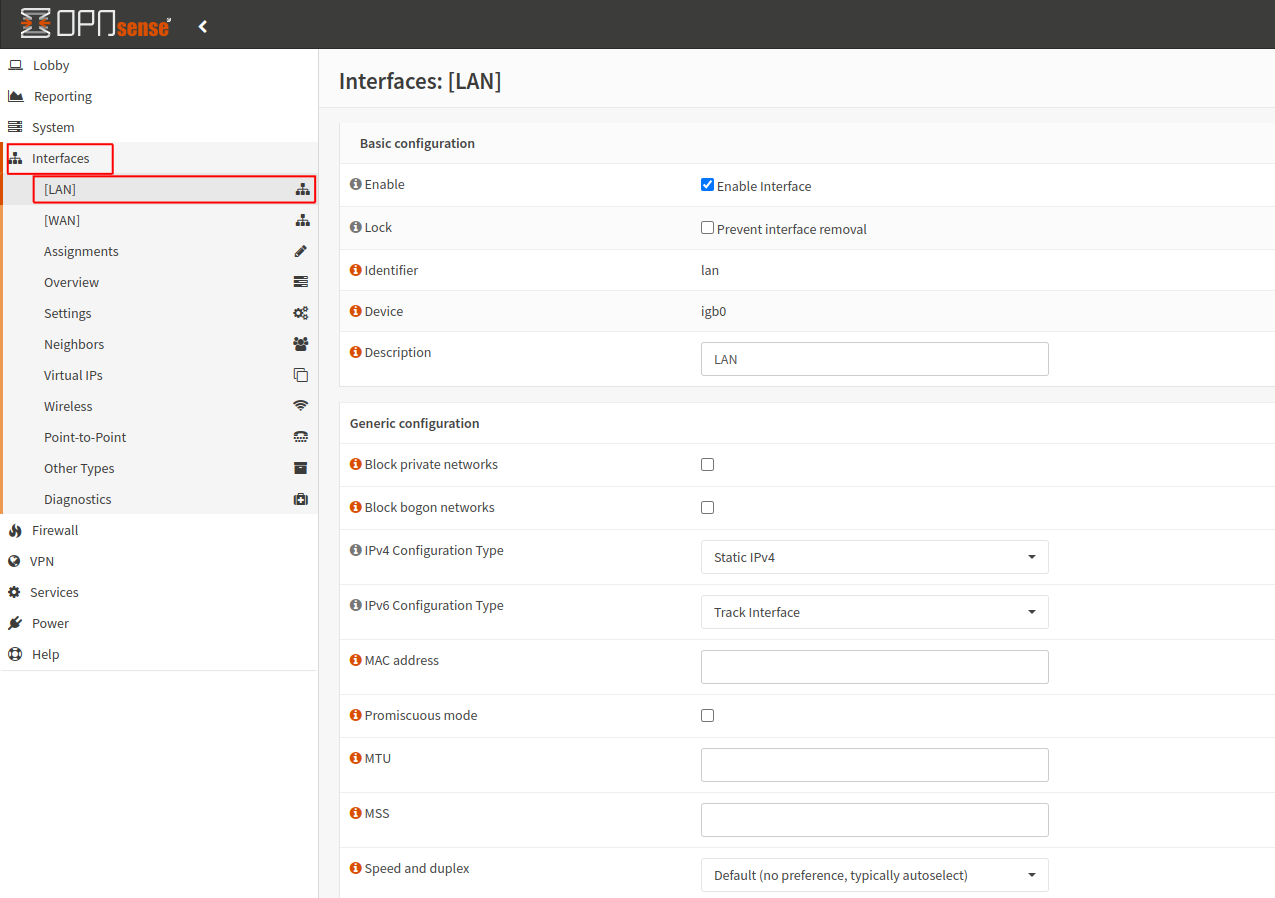 OPNsense
Lobby
Reporting
System
Interfaces
[LAN]
[WAN]
Assignments
Overview
Settings
Neighbors
Virtual IPs
Wireless
Point-to-Point
Other Types
Diagnostics
Firewall
VPN
Services
Power
Help
Interfaces: [LAN]
Basic configuration
Enable Enable Interface
Lock Prevent interface removal
Identifier lan
Device igb0
Description LAN
Generic configuration
Block private networks
Block bogon networks
IPv4 Configuration Type Static IPv4
IPv6 Configuration Type Track Interface
MAC address
Promiscuous mode
MTU
MSS
Speed and duplex Default (no preference, typically autoselect)